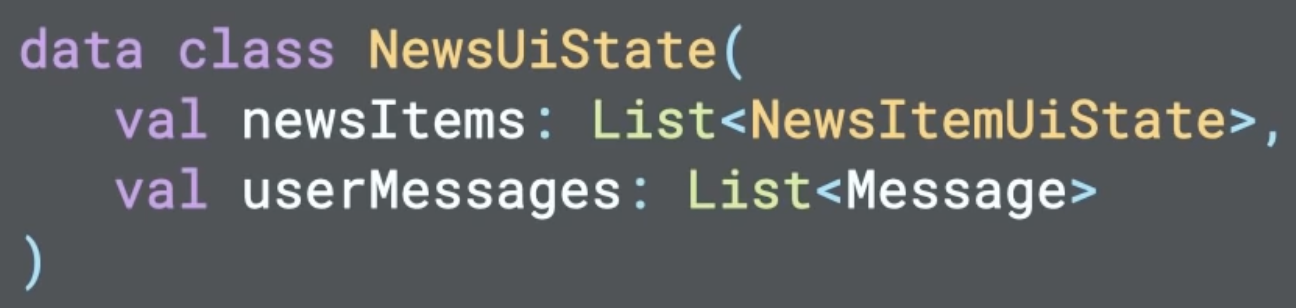 data class NewsUiState(
   val newsItems: List<NewsItemUiState>,
   val userMessages: List<Message>
)